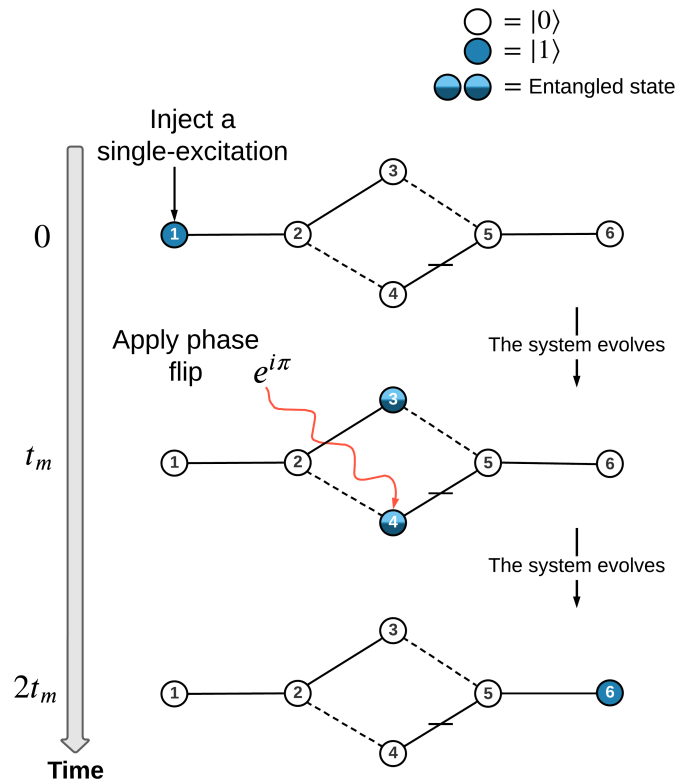 = |0⟩
= |1⟩
= Entangled state
Inject a
single-excitation
0
1
2
3
4
5
6
The system evolves
Apply phase
flip
e^{iπ}
t_m
1
2
3
4
5
6
The system evolves
2t_m
1
2
3
4
5
6
Time